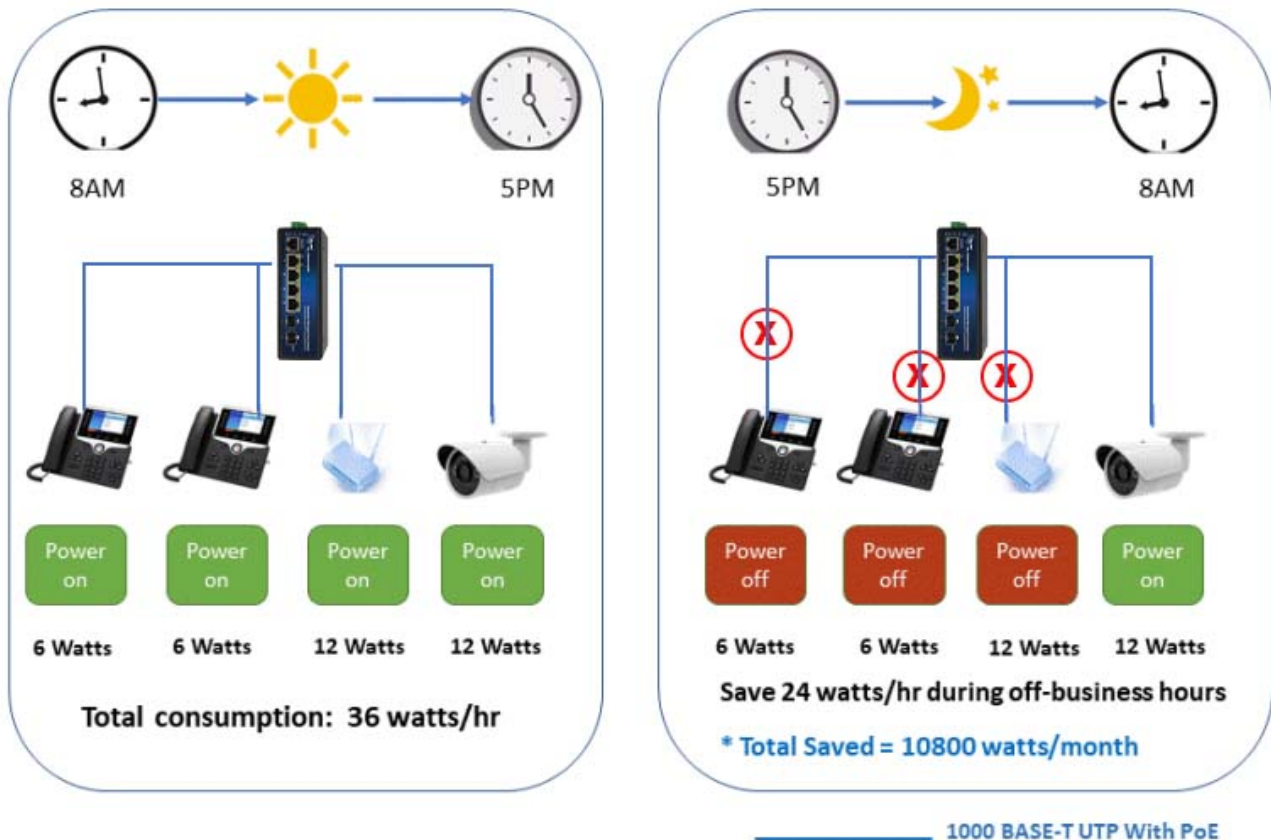 8AM
5PM
Power
on
Power
on
Power
on
Power
on
6 Watts
6 Watts
12 Watts
12 Watts
Total consumption: 36 watts/hr
5PM
8AM
X
X
X
Power
off
Power
off
Power
off
Power
on
6 Watts
6 Watts
12 Watts
12 Watts
Save 24 watts/hr during off-business hours
* Total Saved = 10800 watts/month
1000 BASE-T UTP With PoE